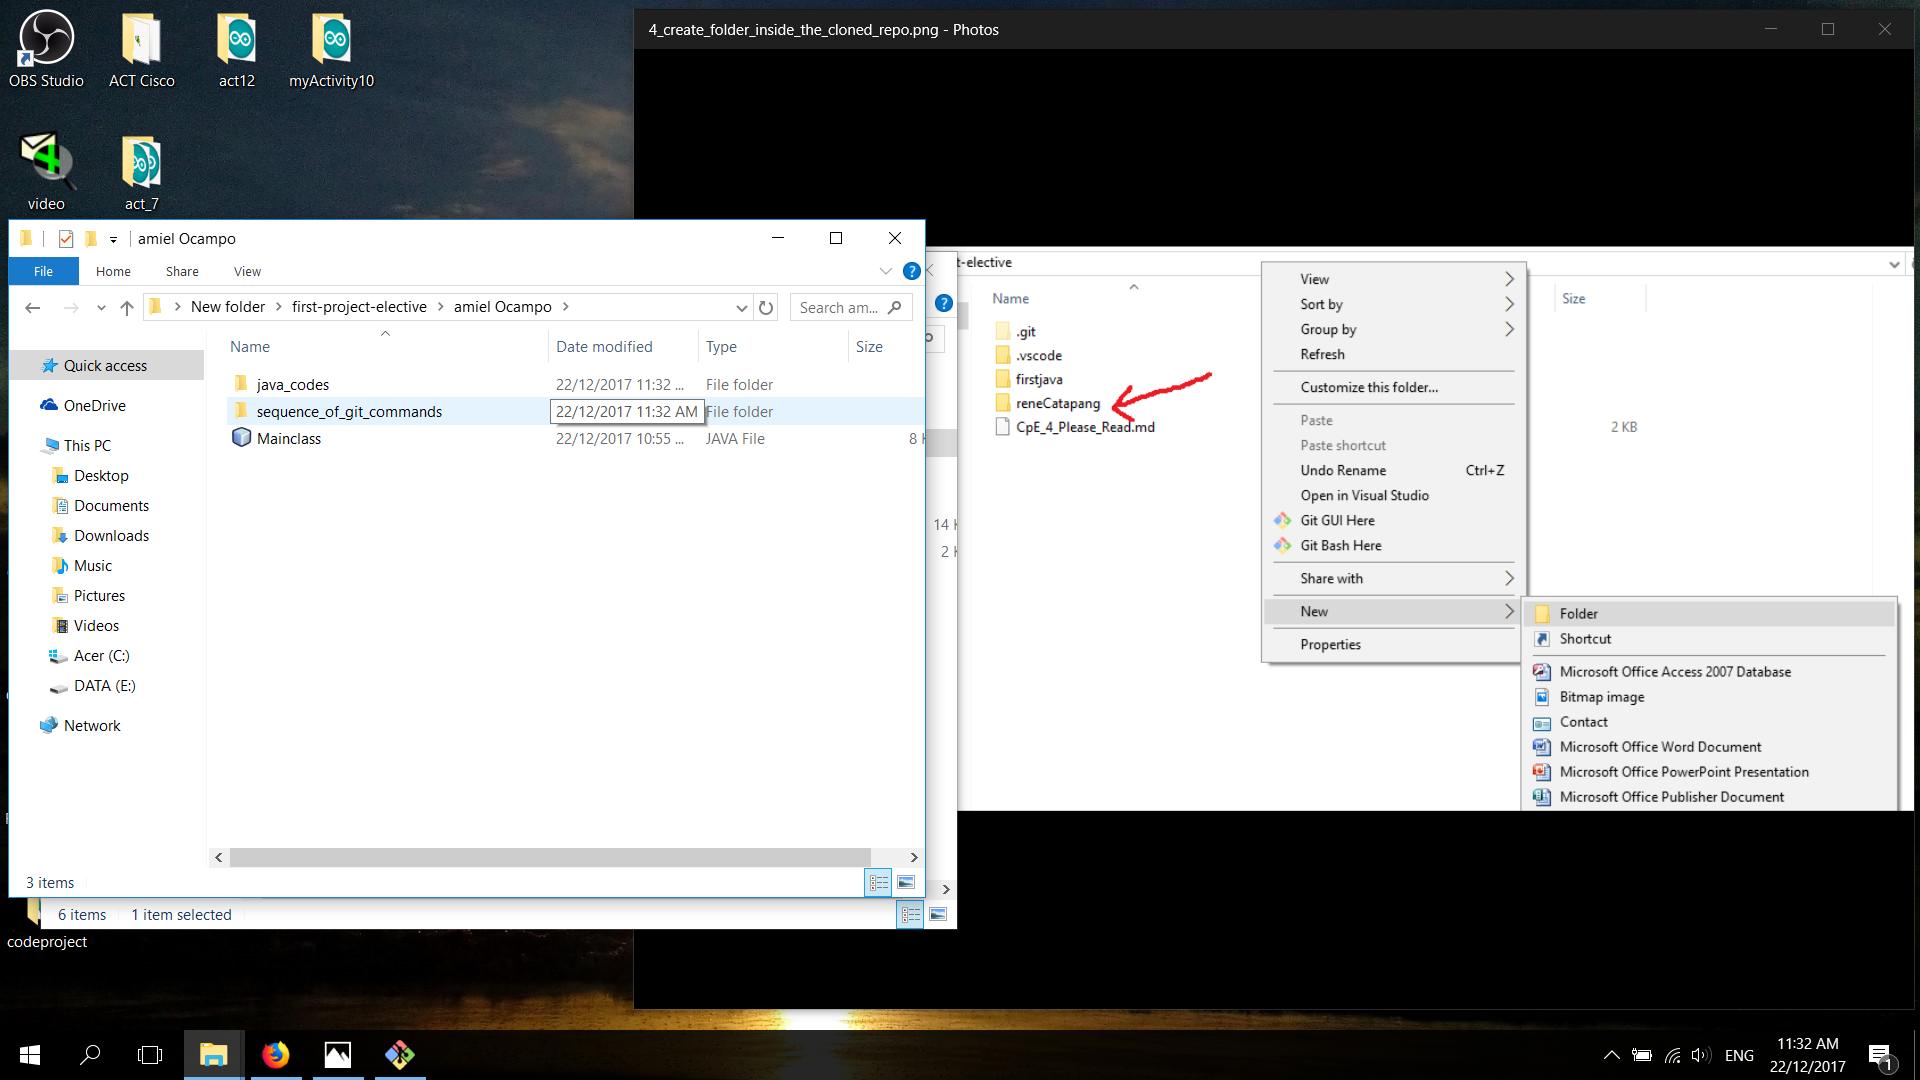 OBS Studio
ACT Cisco
act12
myActivity10
video
act_7
4_create_folder_inside_the_cloned_repo.png - Photos
amiel Ocampo
File Home Share View
New folder first-project-elective amiel Ocampo
Search am...
Name Date modified Type Size
java_codes 22/12/2017 11:32 ... File folder
sequence_of_git_commands 22/12/2017 11:32 AM File folder
Mainclass 22/12/2017 10:55 ... JAVA File 8 K
Quick access
OneDrive
This PC
Desktop
Documents
Downloads
Music
Pictures
Videos
Acer (C:)
DATA (E:)
Network
3 items
14 K
2 K
6 items 1 item selected
codeproject
t-elective
Name
Size
.git
.vscode
firstjava
reneCatapang
CpE_4_Please_Read.md
2 KB
View
Sort by
Group by
Refresh
Customize this folder...
Paste
Paste shortcut
Undo Rename Ctrl+Z
Open in Visual Studio
Git GUI Here
Git Bash Here
Share with
New
Properties
Folder
Shortcut
Microsoft Office Access 2007 Database
Bitmap image
Contact
Microsoft Office Word Document
Microsoft Office PowerPoint Presentation
Microsoft Office Publisher Document
ENG
11:32 AM
22/12/2017
1